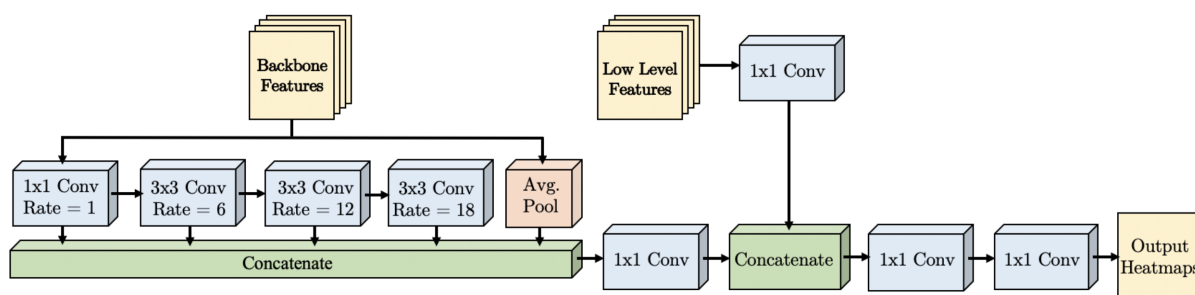 Backbone
Features
Low Level
Features
1x1 Conv
1x1 Conv
Rate = 1
3x3 Conv
Rate = 6
3x3 Conv
Rate = 12
3x3 Conv
Rate = 18
Avg.
Pool
Concatenate
1x1 Conv
Concatenate
1x1 Conv
1x1 Conv
Output
Heatmaps